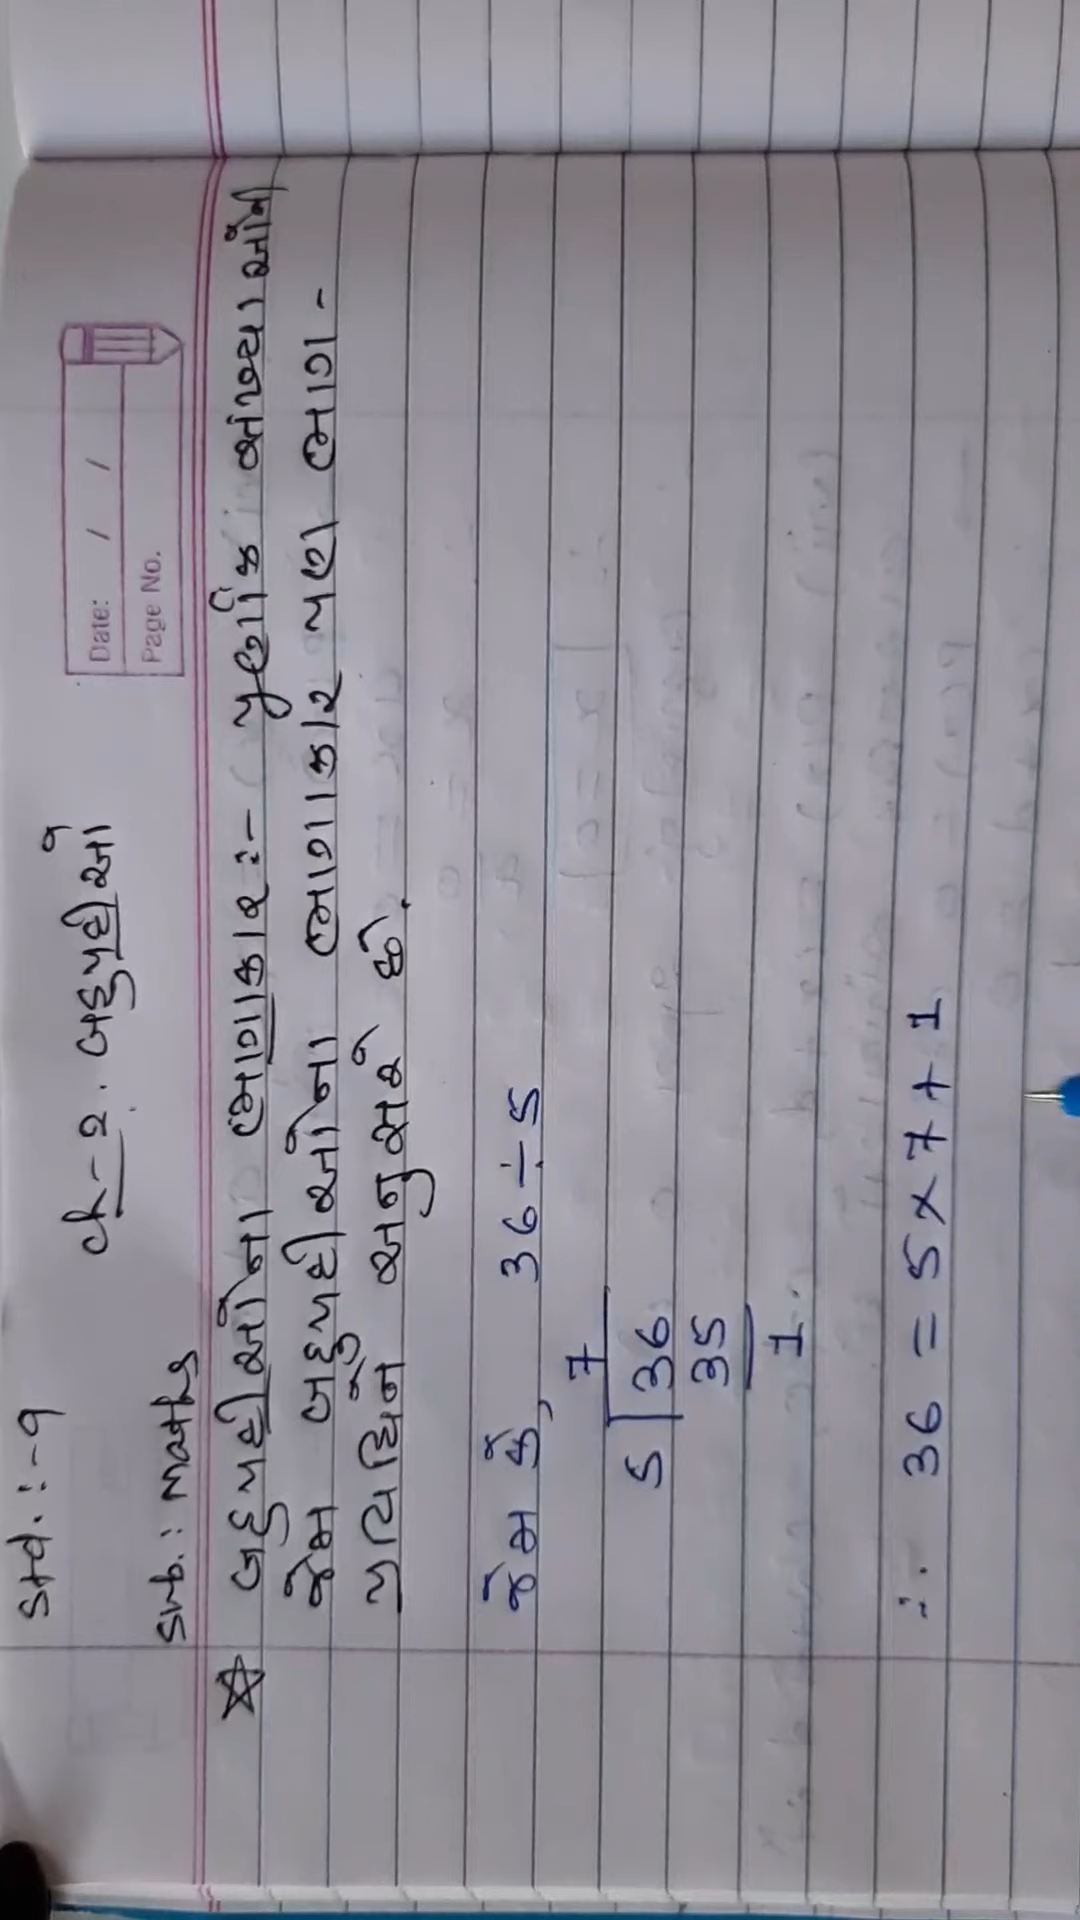 Std. :- 9
ch-2. બહુપદીઓ
Date: / /
Page No.
Sub. : Maths
☆ બહુપદીઓના ભાગાકાર :- પૂર્ણાંક સંખ્યાઓની
જેમ બહુપદીઓના ભાગાકાર પણ ભાગ-
પ્રવિધિને અનુસરે છે.
જેમ કે, 36 ÷ 5
7
5 36
35
1
∴ 36 = 5 × 7 + 1